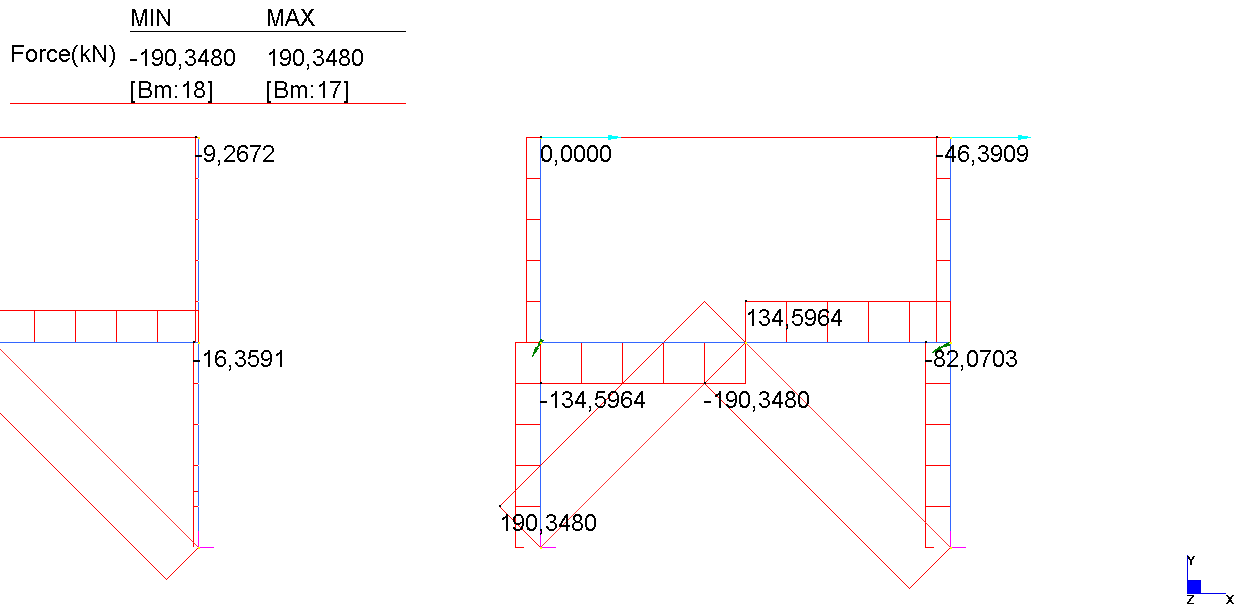 MIN MAX
Force(kN) -190,3480 190,3480
[Bm:18] [Bm:17]
-9,2672 0,0000 -46,3909
134,5964
-16,3591 -82,0703
-134,5964 -190,3480
190,3480
Y
Z X